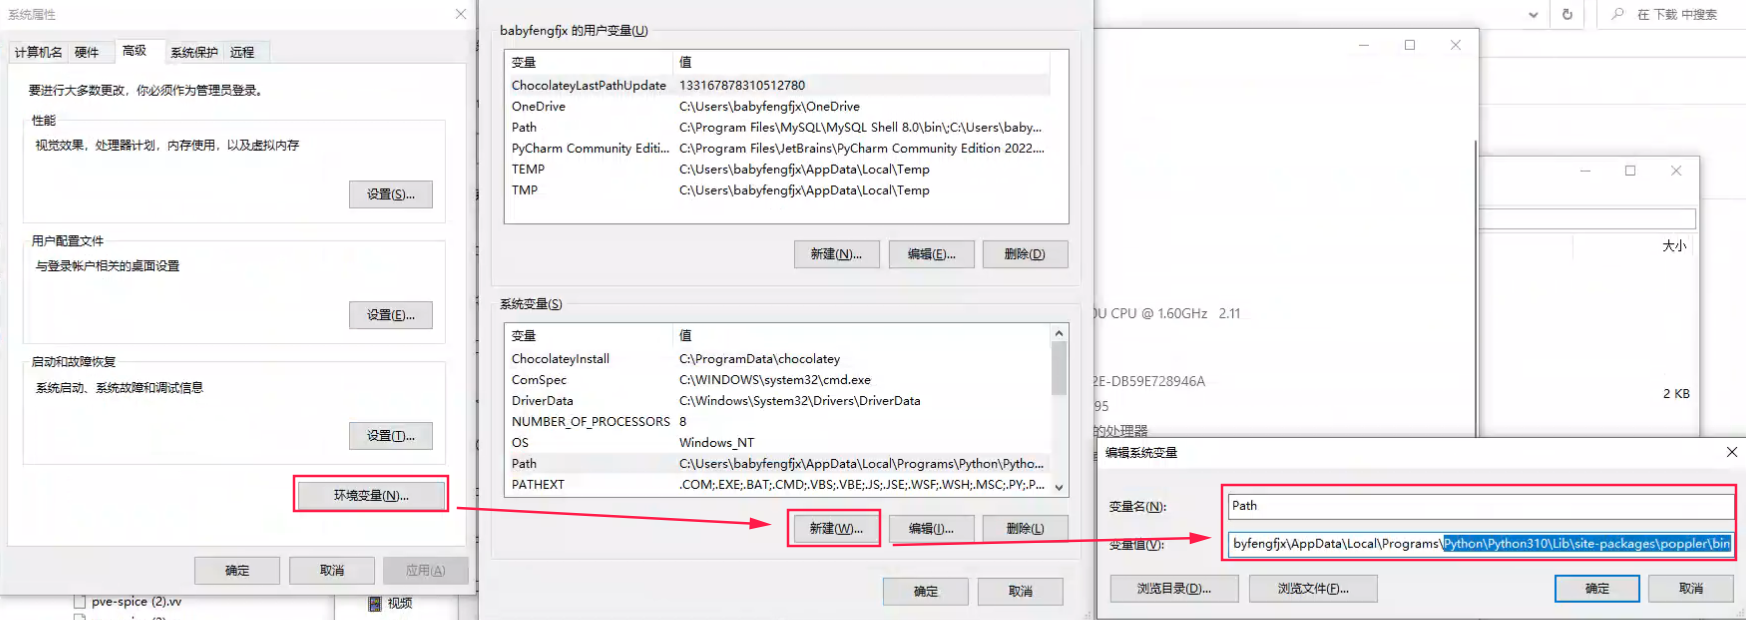 系统属性
计算机名 硬件 高级 系统保护 远程
要进行大多数更改，你必须作为管理员登录。
性能
视觉效果，处理器计划，内存使用，以及虚拟内存
设置(S)...
用户配置文件
与登录帐户相关的桌面设置
设置(E)...
启动和故障恢复
系统启动、系统故障和调试信息
设置(T)...
环境变量(N)...
确定 取消 应用(A)
pve-spice (2).vv
视频
babyfengfjx 的用户变量(U)
变量 值
ChocolateyLastPathUpdate 133167878310512780
OneDrive C:\Users\babyfengfjx\OneDrive
Path C:\Program Files\MySQL\MySQL Shell 8.0\bin\;C:\Users\baby...
PyCharm Community Editi... C:\Program Files\JetBrains\PyCharm Community Edition 2022....
TEMP C:\Users\babyfengfjx\AppData\Local\Temp
TMP C:\Users\babyfengfjx\AppData\Local\Temp
新建(N)... 编辑(E)... 删除(D)
系统变量(S)
变量 值
ChocolateyInstall C:\ProgramData\chocolatey
ComSpec C:\WINDOWS\system32\cmd.exe
DriverData C:\Windows\System32\Drivers\DriverData
NUMBER_OF_PROCESSORS 8
OS Windows_NT
Path C:\Users\babyfengfjx\AppData\Local\Programs\Python\Pytho...
PATHEXT .COM;.EXE;.BAT;.CMD;.VBS;.VBE;.JS;.JSE;.WSF;.WSH;.MSC;.PY;.P...
新建(W)... 编辑(I)... 删除(L)
确定 取消
在 下载 中搜索
大小
0U CPU @ 1.60GHz 2.11
2E-DB59E728946A
95
的处理器
2 KB
编辑系统变量
变量名(N): Path
变量值(V): byfengfjx\AppData\Local\Programs\Python\Python310\Lib\site-packages\poppler\bin
浏览目录(D)... 浏览文件(F)... 确定 取消